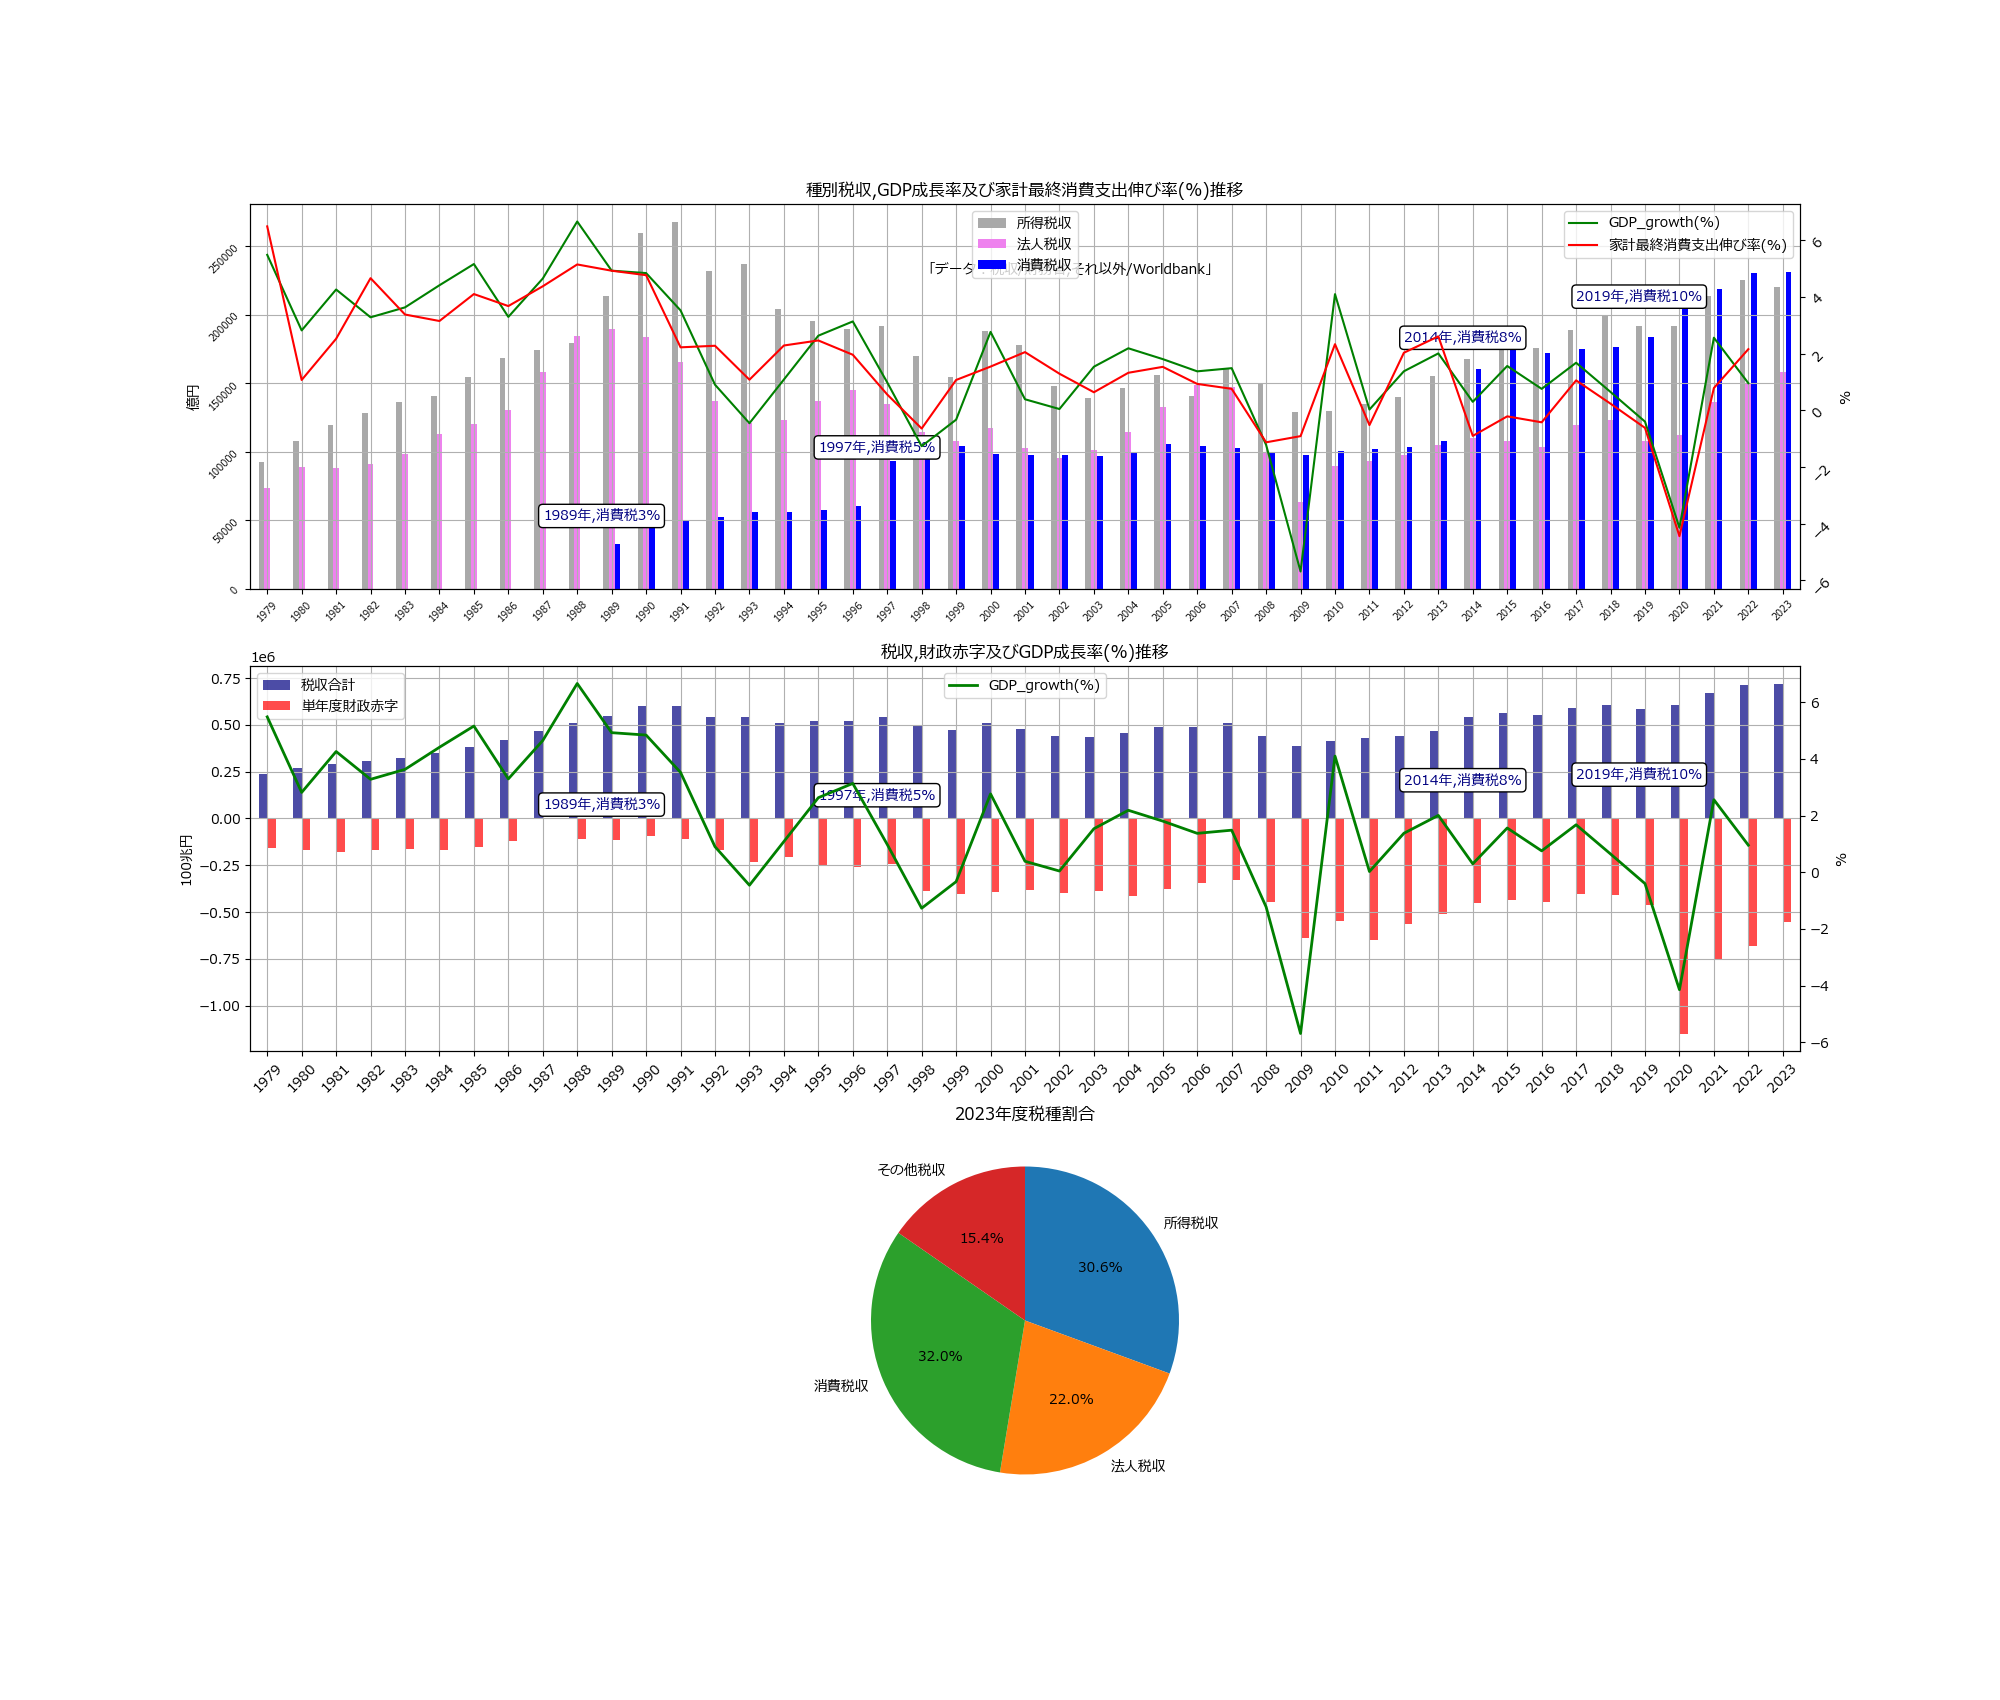 種別税収,GDP成長率及び家計最終消費支出伸び率(%)推移
所得税収
法人税収
消費税収
GDP_growth(%)
家計最終消費支出伸び率(%)
「データ:税収/財務省,それ以外/Worldbank」
2019年,消費税10%
2014年,消費税8%
1997年,消費税5%
1989年,消費税3%
億円
250000
200000
150000
100000
50000
0
%
6
4
2
0
−2
−4
−6
1979 1980 1981 1982 1983 1984 1985 1986 1987 1988 1989 1990 1991 1992 1993 1994 1995 1996 1997 1998 1999 2000 2001 2002 2003 2004 2005 2006 2007 2008 2009 2010 2011 2012 2013 2014 2015 2016 2017 2018 2019 2020 2021 2022 2023
税収,財政赤字及びGDP成長率(%)推移
1e6
税収合計
単年度財政赤字
GDP_growth(%)
1989年,消費税3%
1997年,消費税5%
2014年,消費税8%
2019年,消費税10%
100兆円
0.75
0.50
0.25
0.00
−0.25
−0.50
−0.75
−1.00
%
6
4
2
0
−2
−4
−6
1979 1980 1981 1982 1983 1984 1985 1986 1987 1988 1989 1990 1991 1992 1993 1994 1995 1996 1997 1998 1999 2000 2001 2002 2003 2004 2005 2006 2007 2008 2009 2010 2011 2012 2013 2014 2015 2016 2017 2018 2019 2020 2021 2022 2023
2023年度税種割合
その他税収
15.4%
所得税収
30.6%
消費税収
32.0%
法人税収
22.0%